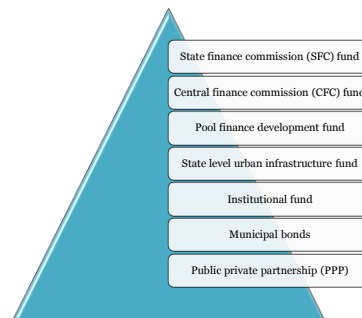 State finance commission (SFC) fund
Central finance commission (CFC) fund
Pool finance development fund
State level urban infrastructure fund
Institutional fund
Municipal bonds
Public private partnership (PPP)